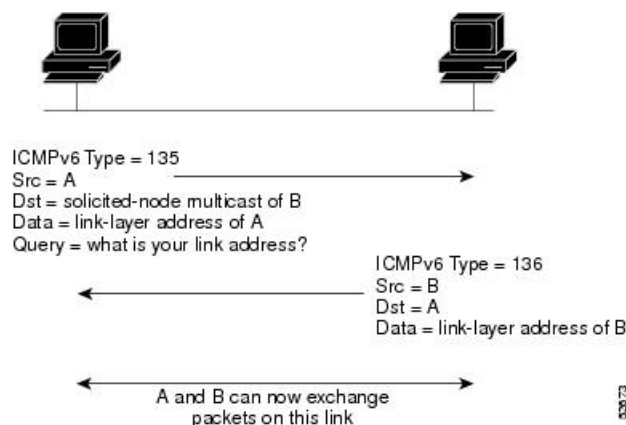 ICMPv6 Type = 135
Src = A
Dst = solicited-node multicast of B
Data = link-layer address of A
Query = what is your link address?
ICMPv6 Type = 136
Src = B
Dst = A
Data = link-layer address of B
A and B can now exchange
packets on this link